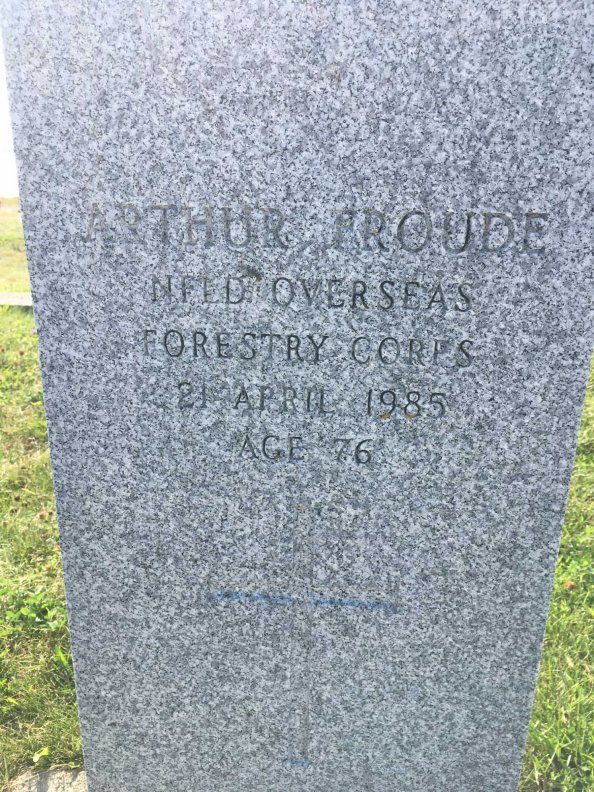 ARTHUR FROUDE
NFLD OVERSEAS
FORESTRY CORPS
21 APRIL 1985
AGE 76